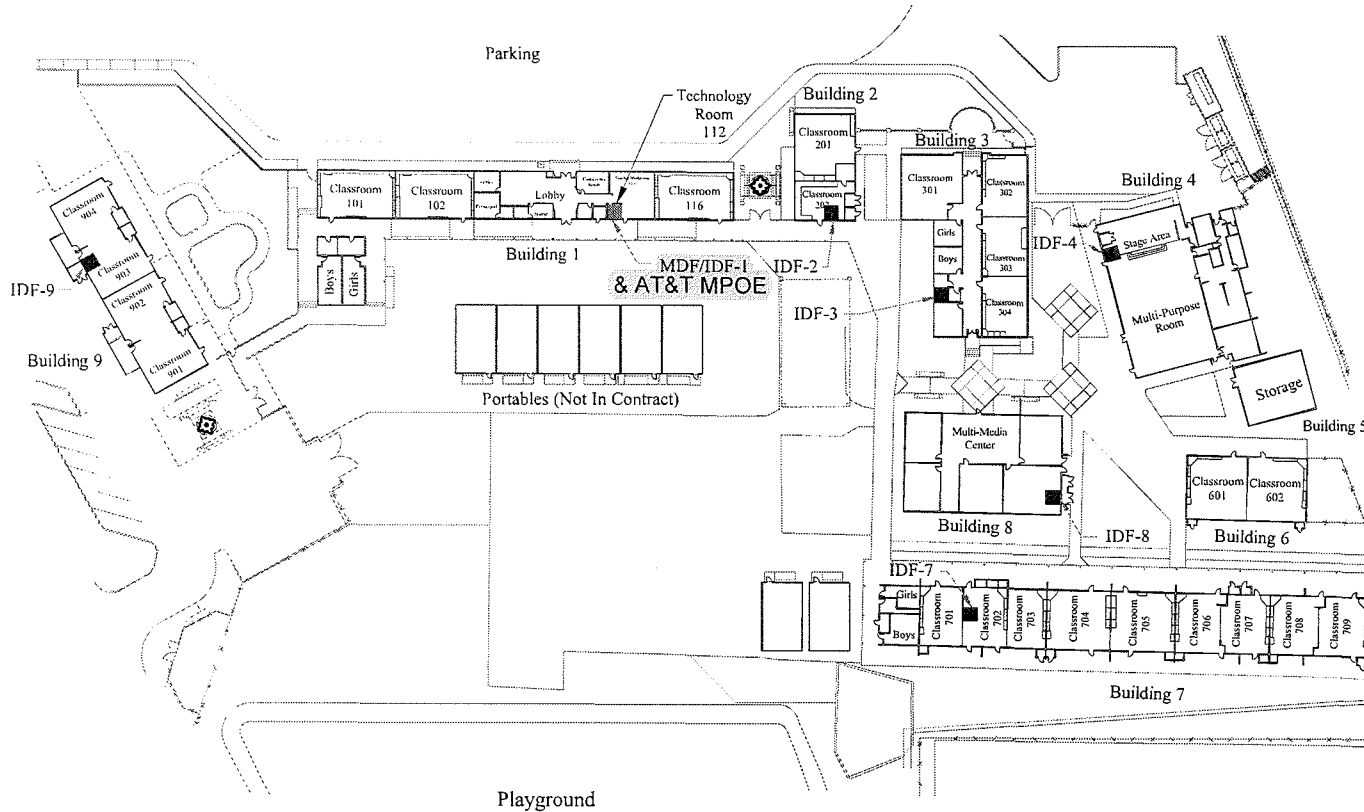 Parking
Technology
Room
112
Building 2
Classroom
201
Classroom
202
Building 3
Classroom
301
Classroom
302
Girls
Boys
Classroom
303
Classroom
304
Building 4
IDF-4
Stage Area
Multi-Purpose
Room
Storage
Building 5
Classroom
101
Classroom
102
Lobby
Classroom
116
Building 1
MDF/IDF-1
& AT&T MPOE
IDF-2
IDF-3
Boys
Girls
Classroom
904
Classroom
903
Classroom
902
Classroom
901
IDF-9
Building 9
Portables (Not In Contract)
Multi-Media
Center
Building 8
IDF-8
Classroom
601
Classroom
602
Building 6
IDF-7
Girls
Boys
Classroom
701
Classroom
702
Classroom
703
Classroom
704
Classroom
705
Classroom
706
Classroom
707
Classroom
708
Classroom
709
Building 7
Playground